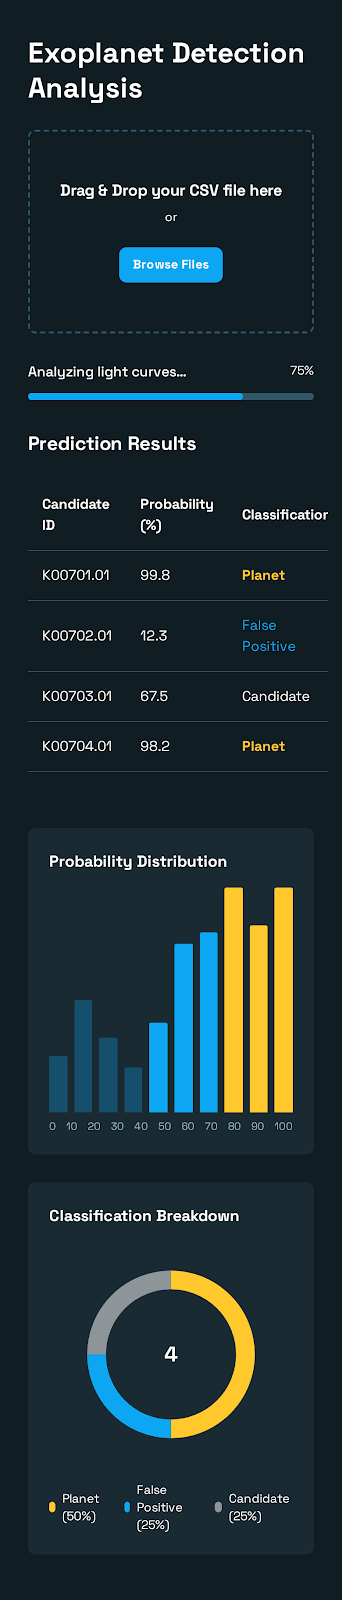 Exoplanet Detection
Analysis
Drag & Drop your CSV file here
or
Browse Files
Analyzing light curves... 75%
Prediction Results
Candidate ID Probability (%) Classification
K00701.01 99.8 Planet
K00702.01 12.3 False Positive
K00703.01 67.5 Candidate
K00704.01 98.2 Planet
Probability Distribution
0 10 20 30 40 50 60 70 80 90 100
Classification Breakdown
4
Planet (50%)
False Positive (25%)
Candidate (25%)